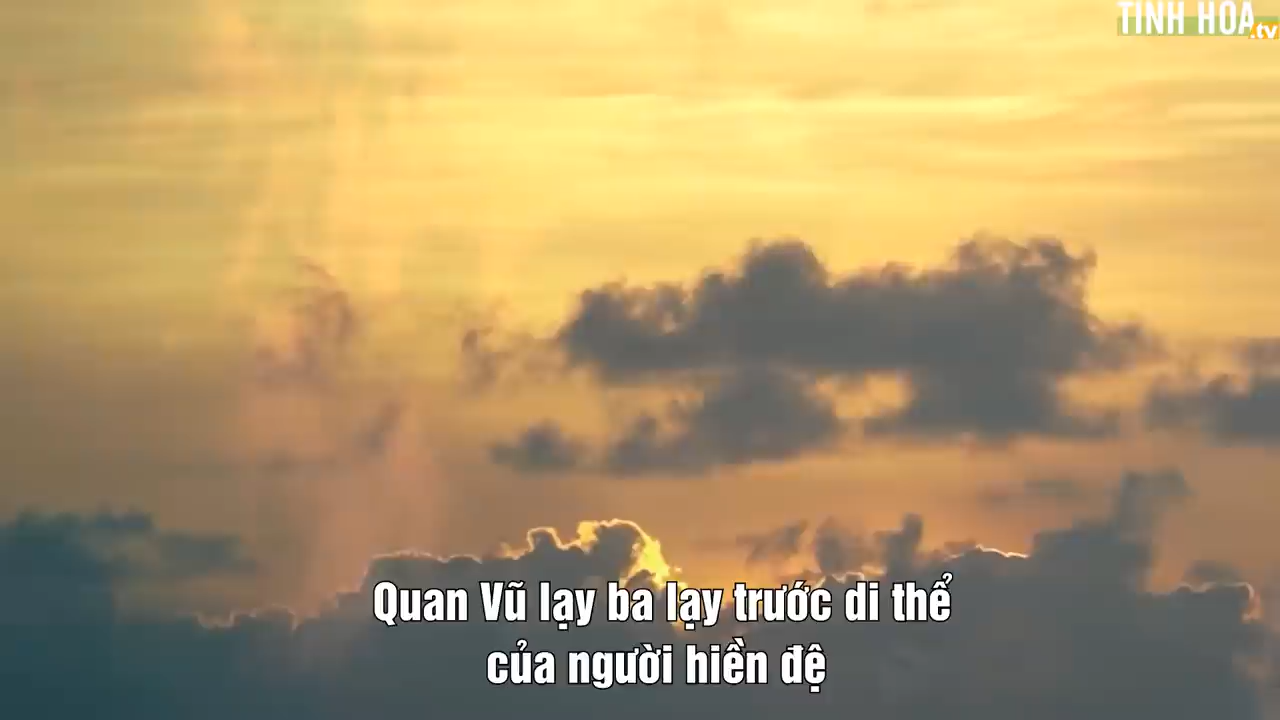 TINH HOA
.tv
Quan Vũ lạy ba lạy trước di thể
của người hiền đệ